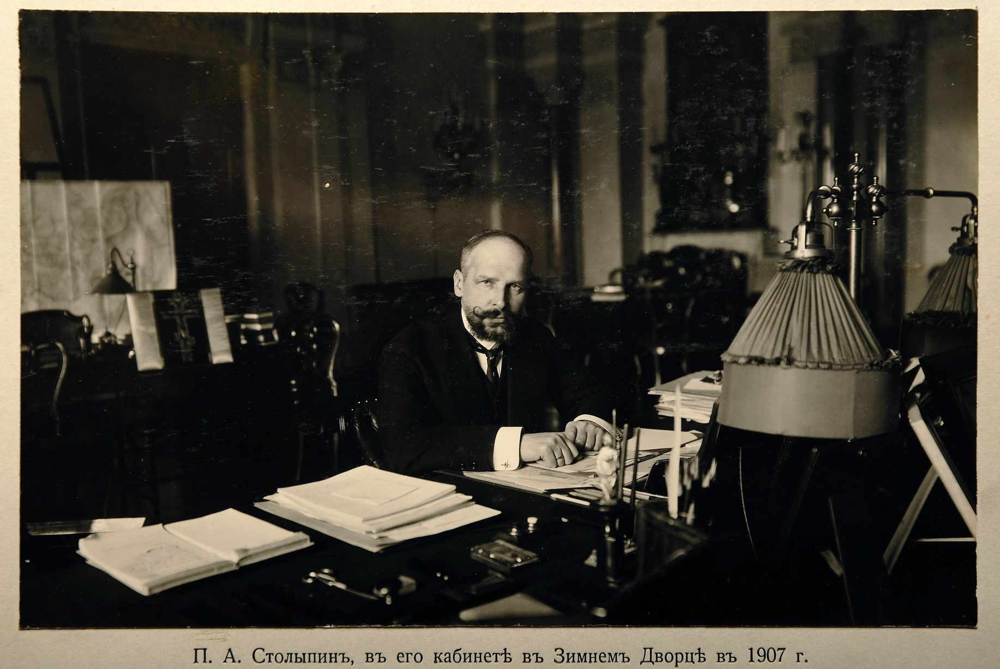 П. А. Столыпинъ, въ его кабинетѣ въ Зимнемъ Дворцѣ въ 1907 г.